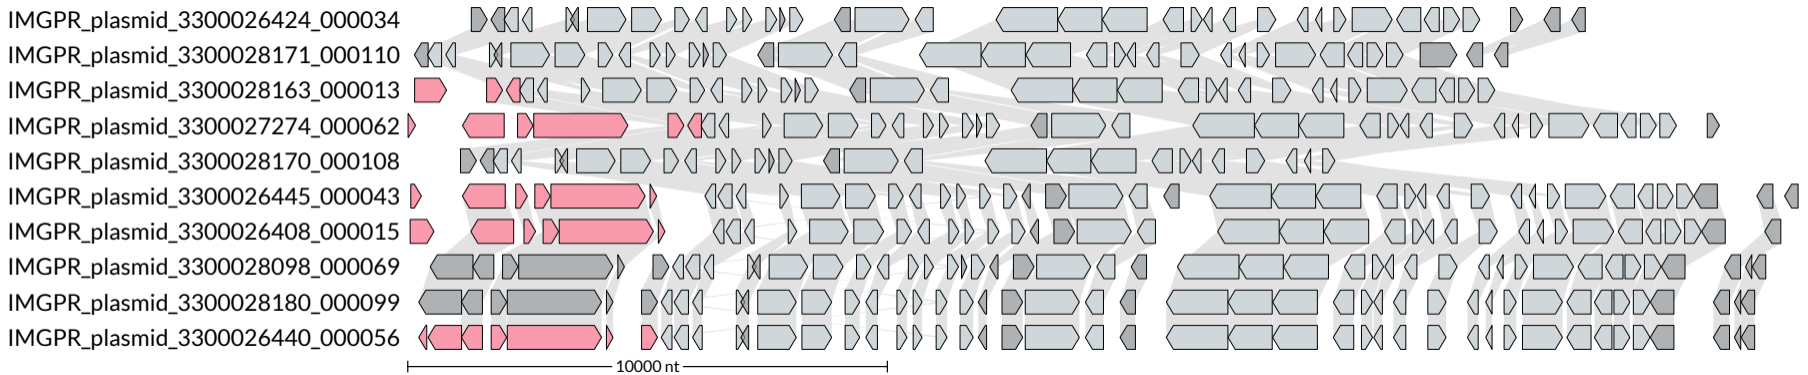 IMGPR_plasmid_3300026424_000034
IMGPR_plasmid_3300028171_000110
IMGPR_plasmid_3300028163_000013
IMGPR_plasmid_3300027274_000062
IMGPR_plasmid_3300028170_000108
IMGPR_plasmid_3300026445_000043
IMGPR_plasmid_3300026408_000015
IMGPR_plasmid_3300028098_000069
IMGPR_plasmid_3300028180_000099
IMGPR_plasmid_3300026440_000056
10000 nt